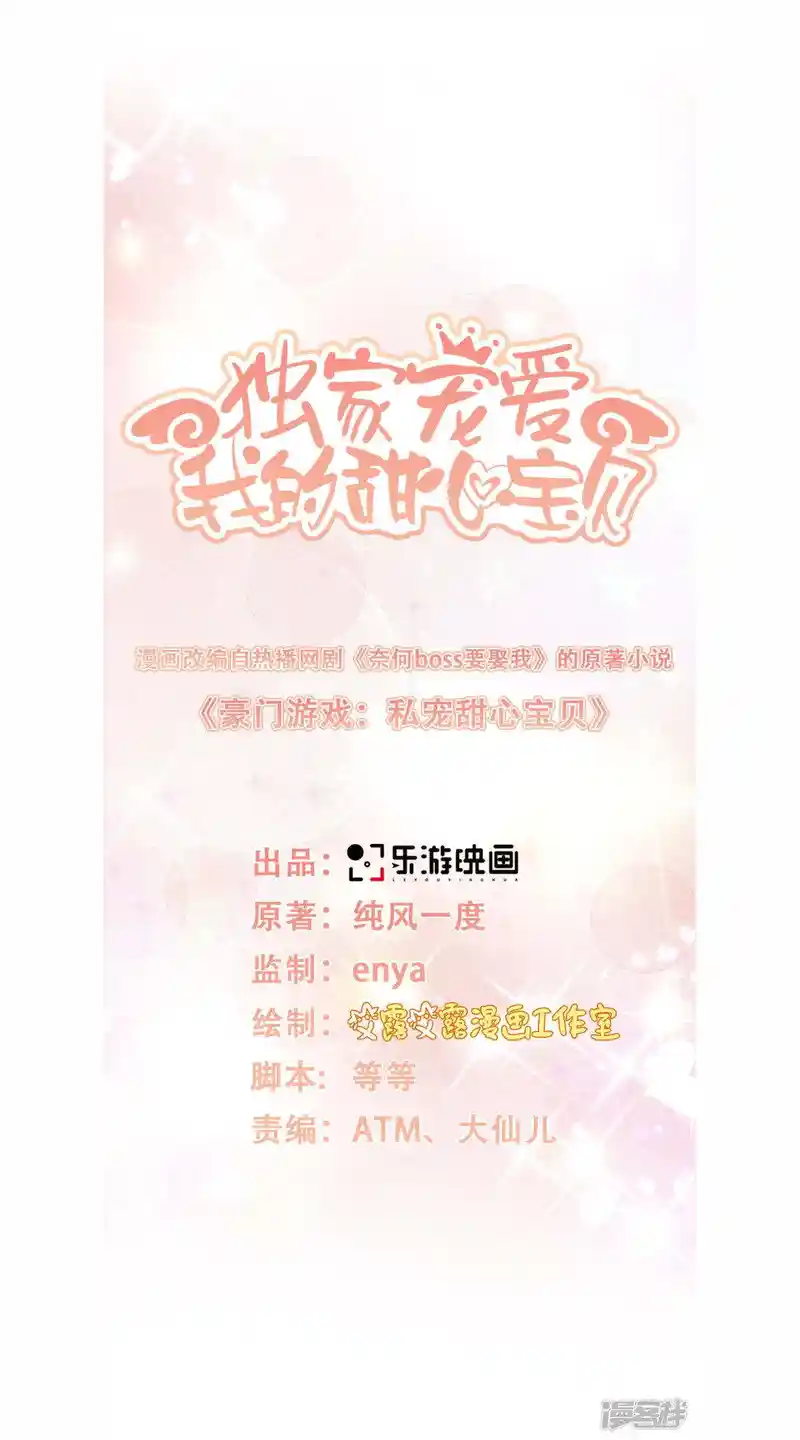 独家宠爱
我的甜心宝贝
漫画改编自热播网剧《奈何boss要娶我》的原著小说
《豪门游戏：私宠甜心宝贝》
出品：乐游映画
LEYOUYINGHUA
原著：纯风一度
监制：enya
绘制：艾露艾露漫画工作室
脚本：等等
责编：ATM、大仙儿
漫客栈